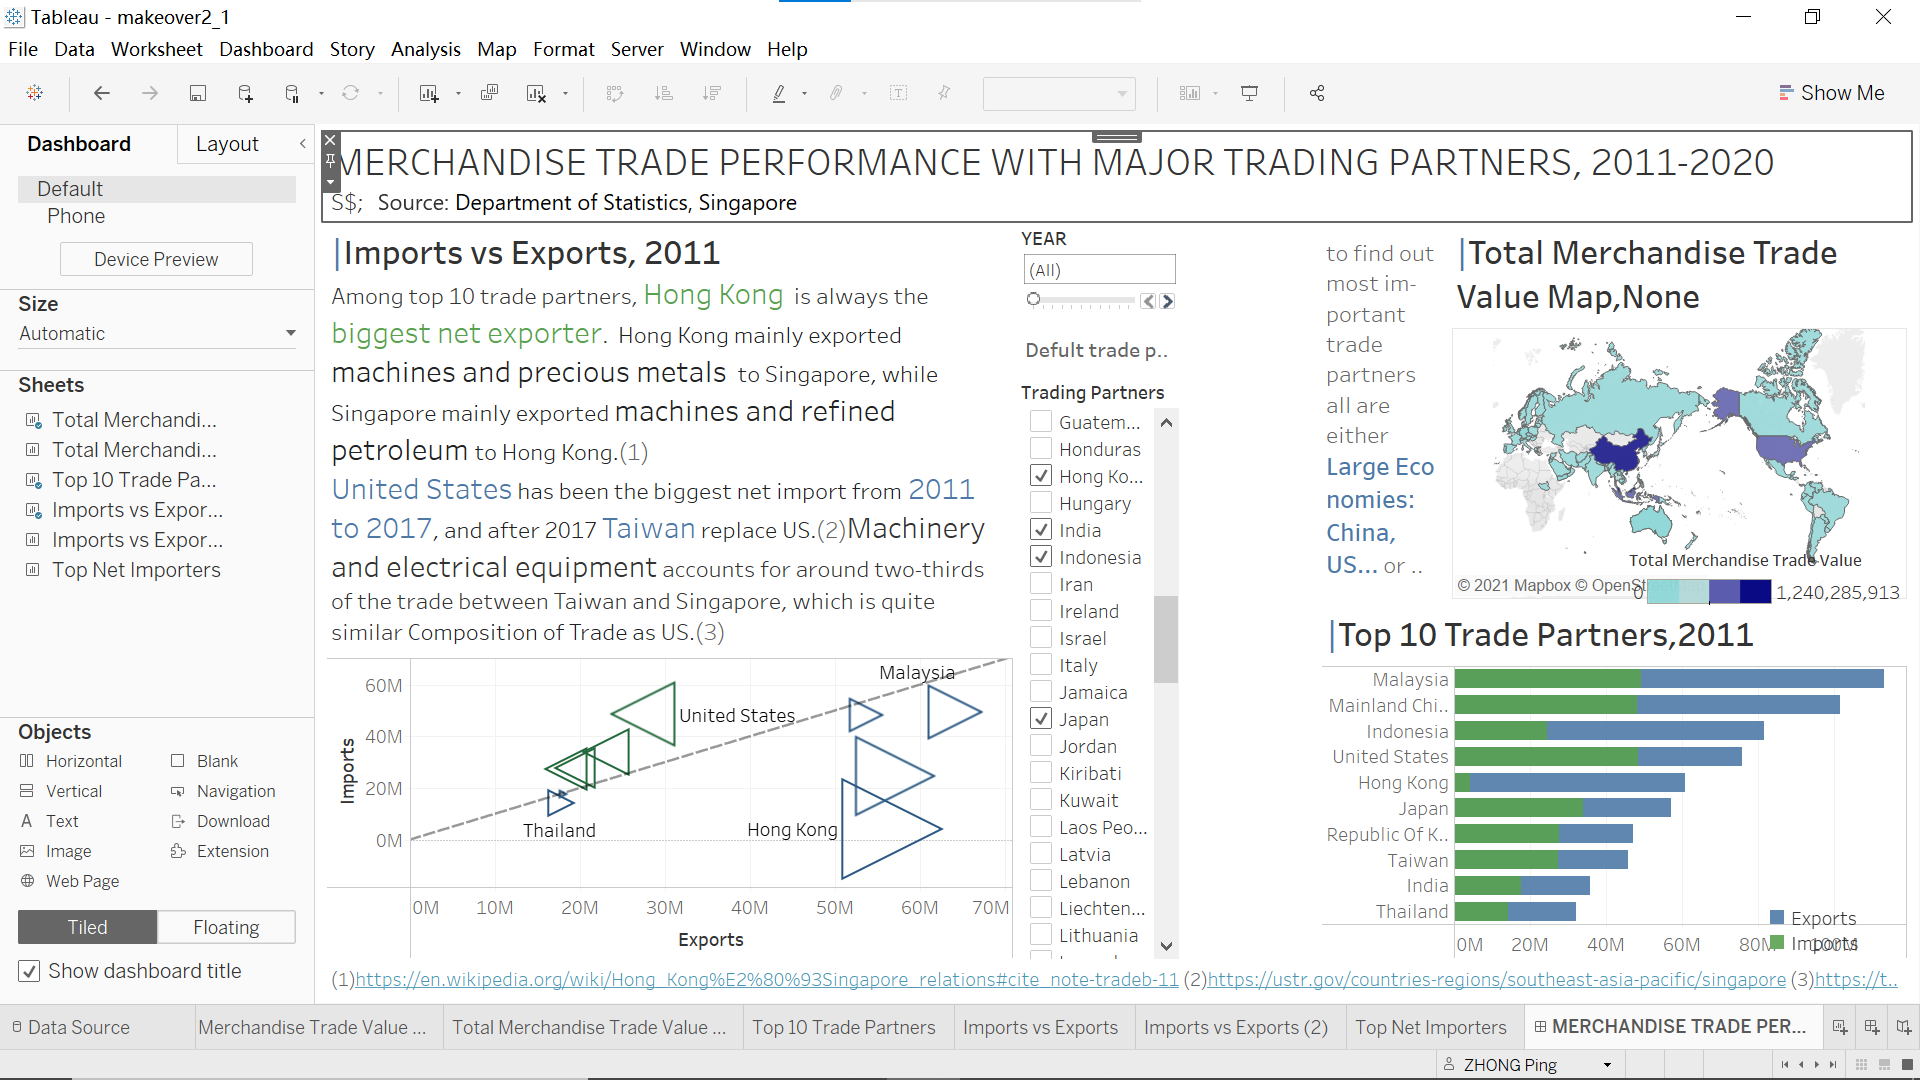 Tableau - makeover2_1
File Data Worksheet Dashboard Story Analysis Map Format Server Window Help
Show Me
Dashboard
Layout
Default
Phone
Device Preview
Size
Automatic
Sheets
Total Merchandi...
Total Merchandi...
Top 10 Trade Pa...
Imports vs Expor...
Imports vs Expor...
Top Net Importers
Objects
Horizontal Blank
Vertical Navigation
Text Download
Image Extension
Web Page
Tiled Floating
Show dashboard title
MERCHANDISE TRADE PERFORMANCE WITH MAJOR TRADING PARTNERS, 2011-2020
S$; Source: Department of Statistics, Singapore
|Imports vs Exports, 2011
Among top 10 trade partners, Hong Kong is always the
biggest net exporter. Hong Kong mainly exported
machines and precious metals to Singapore, while
Singapore mainly exported machines and refined
petroleum to Hong Kong.(1)
United States has been the biggest net import from 2011
to 2017, and after 2017 Taiwan replace US.(2)Machinery
and electrical equipment accounts for around two-thirds
of the trade between Taiwan and Singapore, which is quite
similar Composition of Trade as US.(3)
Imports
60M
40M
20M
0M
Malaysia
United States
Thailand
Hong Kong
0M 10M 20M 30M 40M 50M 60M 70M
Exports
YEAR
(All)
Defult trade p..
Trading Partners
Guatem...
Honduras
Hong Ko...
Hungary
India
Indonesia
Iran
Ireland
Israel
Italy
Jamaica
Japan
Jordan
Kiribati
Kuwait
Laos Peo...
Latvia
Lebanon
Liechten...
Lithuania
to find out
most im-
portant
trade
partners
all are
either
Large Eco
nomies:
China,
US... or ..
|Total Merchandise Trade
Value Map,None
Total Merchandise Trade Value
© 2021 Mapbox © OpenStreet
0 1,240,285,913
|Top 10 Trade Partners,2011
Malaysia
Mainland Chi..
Indonesia
United States
Hong Kong
Japan
Republic Of K..
Taiwan
India
Thailand
0M 20M 40M 60M 80M 100M
Exports
Imports
(1)https://en.wikipedia.org/wiki/Hong_Kong%E2%80%93Singapore_relations#cite_note-tradeb-11 (2)https://ustr.gov/countries-regions/southeast-asia-pacific/singapore (3)https://t..
Data Source
Merchandise Trade Value ...
Total Merchandise Trade Value ...
Top 10 Trade Partners
Imports vs Exports
Imports vs Exports (2)
Top Net Importers
MERCHANDISE TRADE PER...
ZHONG Ping